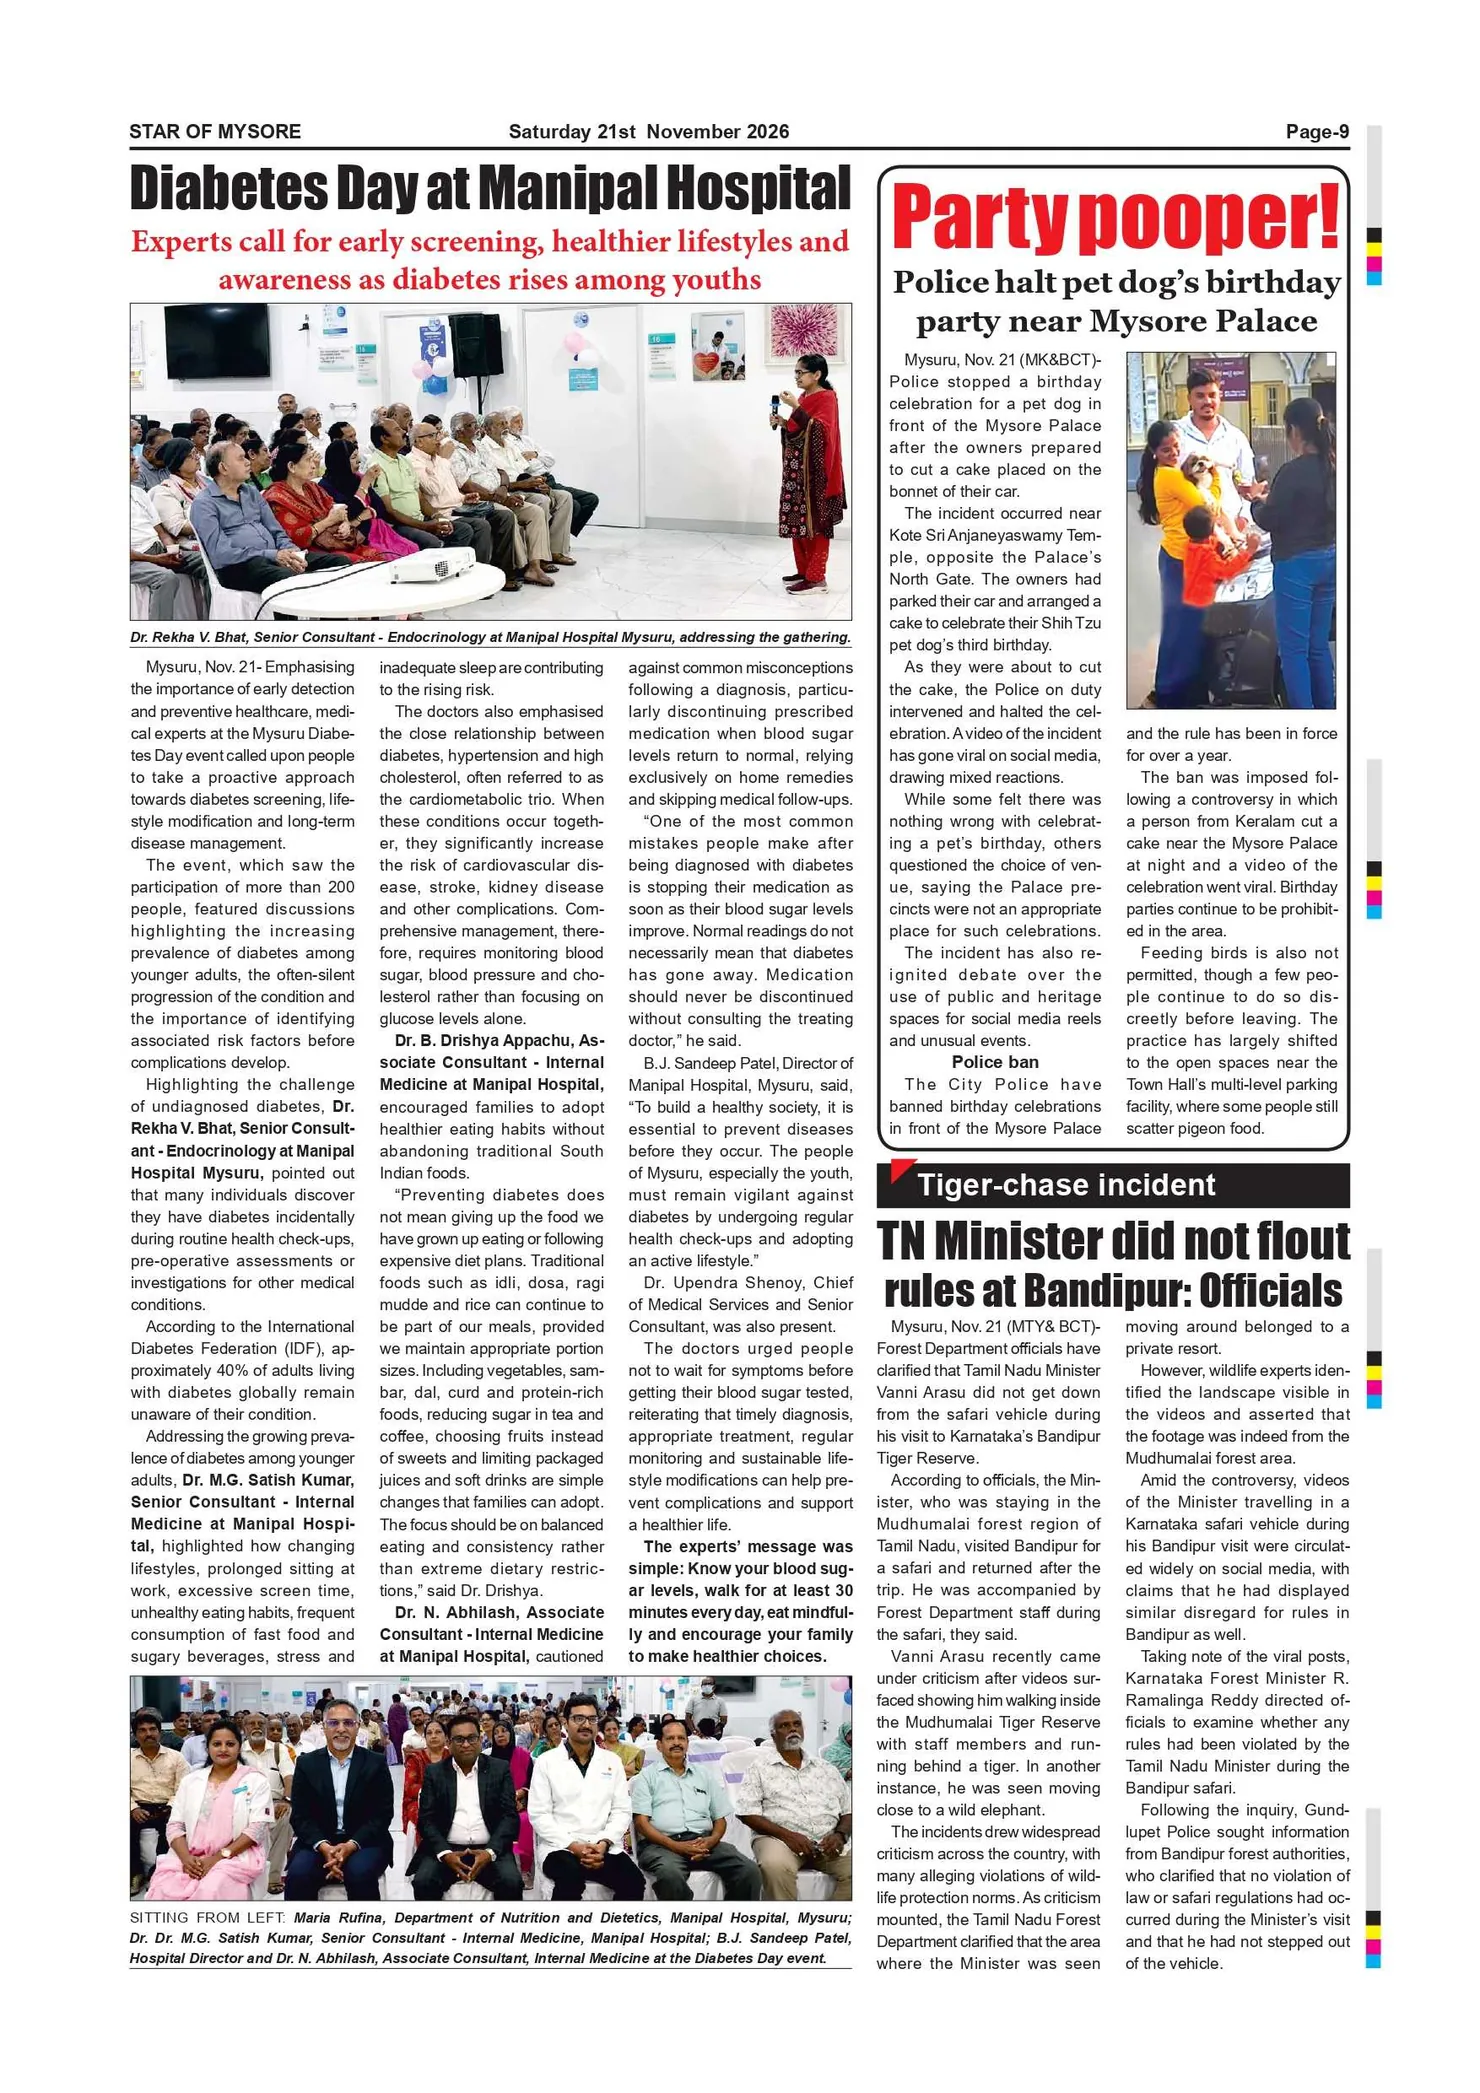 STAR OF MYSORE
Saturday 21st November 2026
Page-9
Diabetes Day at Manipal Hospital
Experts call for early screening, healthier lifestyles and
awareness as diabetes rises among youths
Dr. Rekha V. Bhat, Senior Consultant - Endocrinology at Manipal Hospital Mysuru, addressing the gathering.
Mysuru, Nov. 21- Emphasising
the importance of early detection
and preventive healthcare, medi-
cal experts at the Mysuru Diabe-
tes Day event called upon people
to take a proactive approach
towards diabetes screening, life-
style modification and long-term
disease management.
The event, which saw the
participation of more than 200
people, featured discussions
highlighting the increasing
prevalence of diabetes among
younger adults, the often-silent
progression of the condition and
the importance of identifying
associated risk factors before
complications develop.
Highlighting the challenge
of undiagnosed diabetes, Dr.
Rekha V. Bhat, Senior Consult-
ant - Endocrinology at Manipal
Hospital Mysuru, pointed out
that many individuals discover
they have diabetes incidentally
during routine health check-ups,
pre-operative assessments or
investigations for other medical
conditions.
According to the International
Diabetes Federation (IDF), ap-
proximately 40% of adults living
with diabetes globally remain
unaware of their condition.
Addressing the growing preva-
lence of diabetes among younger
adults, Dr. M.G. Satish Kumar,
Senior Consultant - Internal
Medicine at Manipal Hospi-
tal, highlighted how changing
lifestyles, prolonged sitting at
work, excessive screen time,
unhealthy eating habits, frequent
consumption of fast food and
sugary beverages, stress and
inadequate sleep are contributing
to the rising risk.
The doctors also emphasised
the close relationship between
diabetes, hypertension and high
cholesterol, often referred to as
the cardiometabolic trio. When
these conditions occur togeth-
er, they significantly increase
the risk of cardiovascular dis-
ease, stroke, kidney disease
and other complications. Com-
prehensive management, there-
fore, requires monitoring blood
sugar, blood pressure and cho-
lesterol rather than focusing on
glucose levels alone.
Dr. B. Drishya Appachu, As-
sociate Consultant - Internal
Medicine at Manipal Hospital,
encouraged families to adopt
healthier eating habits without
abandoning traditional South
Indian foods.
“Preventing diabetes does
not mean giving up the food we
have grown up eating or following
expensive diet plans. Traditional
foods such as idli, dosa, ragi
mudde and rice can continue to
be part of our meals, provided
we maintain appropriate portion
sizes. Including vegetables, sam-
bar, dal, curd and protein-rich
foods, reducing sugar in tea and
coffee, choosing fruits instead
of sweets and limiting packaged
juices and soft drinks are simple
changes that families can adopt.
The focus should be on balanced
eating and consistency rather
than extreme dietary restric-
tions,” said Dr. Drishya.
Dr. N. Abhilash, Associate
Consultant - Internal Medicine
at Manipal Hospital, cautioned
against common misconceptions
following a diagnosis, particu-
larly discontinuing prescribed
medication when blood sugar
levels return to normal, relying
exclusively on home remedies
and skipping medical follow-ups.
“One of the most common
mistakes people make after
being diagnosed with diabetes
is stopping their medication as
soon as their blood sugar levels
improve. Normal readings do not
necessarily mean that diabetes
has gone away. Medication
should never be discontinued
without consulting the treating
doctor,” he said.
B.J. Sandeep Patel, Director of
Manipal Hospital, Mysuru, said,
“To build a healthy society, it is
essential to prevent diseases
before they occur. The people
of Mysuru, especially the youth,
must remain vigilant against
diabetes by undergoing regular
health check-ups and adopting
an active lifestyle.”
Dr. Upendra Shenoy, Chief
of Medical Services and Senior
Consultant, was also present.
The doctors urged people
not to wait for symptoms before
getting their blood sugar tested,
reiterating that timely diagnosis,
appropriate treatment, regular
monitoring and sustainable life-
style modifications can help pre-
vent complications and support
a healthier life.
The experts’ message was
simple: Know your blood sug-
ar levels, walk for at least 30
minutes every day, eat mindful-
ly and encourage your family
to make healthier choices.
SITTING FROM LEFT: Maria Rufina, Department of Nutrition and Dietetics, Manipal Hospital, Mysuru;
Dr. Dr. M.G. Satish Kumar, Senior Consultant - Internal Medicine, Manipal Hospital; B.J. Sandeep Patel,
Hospital Director and Dr. N. Abhilash, Associate Consultant, Internal Medicine at the Diabetes Day event.
Party pooper!
Police halt pet dog’s birthday
party near Mysore Palace
Mysuru, Nov. 21 (MK&BCT)-
Police stopped a birthday
celebration for a pet dog in
front of the Mysore Palace
after the owners prepared
to cut a cake placed on the
bonnet of their car.
The incident occurred near
Kote Sri Anjaneyaswamy Tem-
ple, opposite the Palace’s
North Gate. The owners had
parked their car and arranged a
cake to celebrate their Shih Tzu
pet dog’s third birthday.
As they were about to cut
the cake, the Police on duty
intervened and halted the cel-
ebration. A video of the incident
has gone viral on social media,
drawing mixed reactions.
While some felt there was
nothing wrong with celebrat-
ing a pet’s birthday, others
questioned the choice of ven-
ue, saying the Palace pre-
cincts were not an appropriate
place for such celebrations.
The incident has also re-
ignited debate over the
use of public and heritage
spaces for social media reels
and unusual events.
Police ban
The City Police have
banned birthday celebrations
in front of the Mysore Palace
and the rule has been in force
for over a year.
The ban was imposed fol-
lowing a controversy in which
a person from Keralam cut a
cake near the Mysore Palace
at night and a video of the
celebration went viral. Birthday
parties continue to be prohibit-
ed in the area.
Feeding birds is also not
permitted, though a few peo-
ple continue to do so dis-
creetly before leaving. The
practice has largely shifted
to the open spaces near the
Town Hall’s multi-level parking
facility, where some people still
scatter pigeon food.
Tiger-chase incident
TN Minister did not flout
rules at Bandipur: Officials
Mysuru, Nov. 21 (MTY& BCT)-
Forest Department officials have
clarified that Tamil Nadu Minister
Vanni Arasu did not get down
from the safari vehicle during
his visit to Karnataka’s Bandipur
Tiger Reserve.
According to officials, the Min-
ister, who was staying in the
Mudhumalai forest region of
Tamil Nadu, visited Bandipur for
a safari and returned after the
trip. He was accompanied by
Forest Department staff during
the safari, they said.
Vanni Arasu recently came
under criticism after videos sur-
faced showing him walking inside
the Mudhumalai Tiger Reserve
with staff members and run-
ning behind a tiger. In another
instance, he was seen moving
close to a wild elephant.
The incidents drew widespread
criticism across the country, with
many alleging violations of wild-
life protection norms. As criticism
mounted, the Tamil Nadu Forest
Department clarified that the area
where the Minister was seen
moving around belonged to a
private resort.
However, wildlife experts iden-
tified the landscape visible in
the videos and asserted that
the footage was indeed from the
Mudhumalai forest area.
Amid the controversy, videos
of the Minister travelling in a
Karnataka safari vehicle during
his Bandipur visit were circulat-
ed widely on social media, with
claims that he had displayed
similar disregard for rules in
Bandipur as well.
Taking note of the viral posts,
Karnataka Forest Minister R.
Ramalinga Reddy directed of-
ficials to examine whether any
rules had been violated by the
Tamil Nadu Minister during the
Bandipur safari.
Following the inquiry, Gund-
lupet Police sought information
from Bandipur forest authorities,
who clarified that no violation of
law or safari regulations had oc-
curred during the Minister’s visit
and that he had not stepped out
of the vehicle.